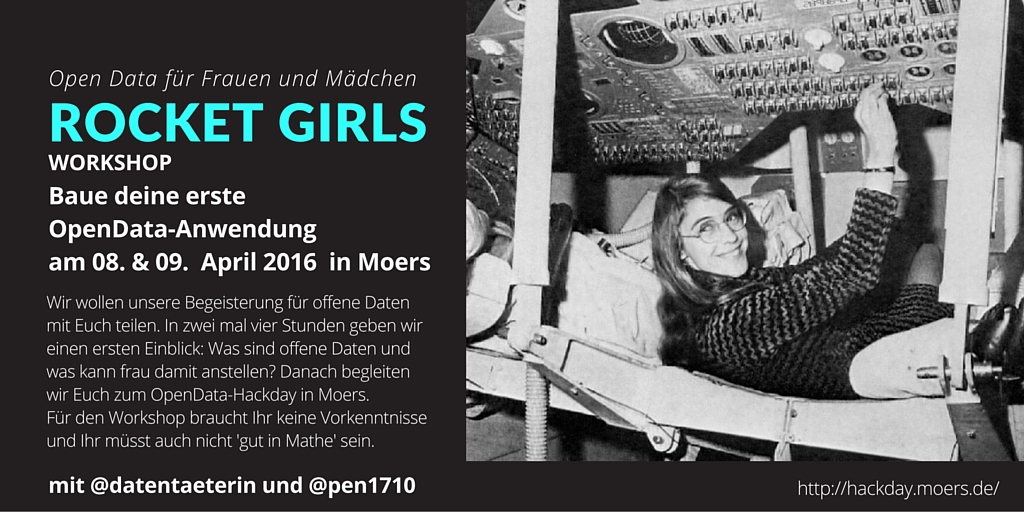 Open Data für Frauen und Mädchen
ROCKET GIRLS
WORKSHOP
Baue deine erste
OpenData-Anwendung
am 08. & 09. April 2016 in Moers
Wir wollen unsere Begeisterung für offene Daten
mit Euch teilen. In zwei mal vier Stunden geben wir
einen ersten Einblick: Was sind offene Daten und
was kann frau damit anstellen? Danach begleiten
wir Euch zum OpenData-Hackday in Moers.
Für den Workshop braucht Ihr keine Vorkenntnisse
und Ihr müsst auch nicht 'gut in Mathe' sein.
mit @datentaeterin und @pen1710
http://hackday.moers.de/